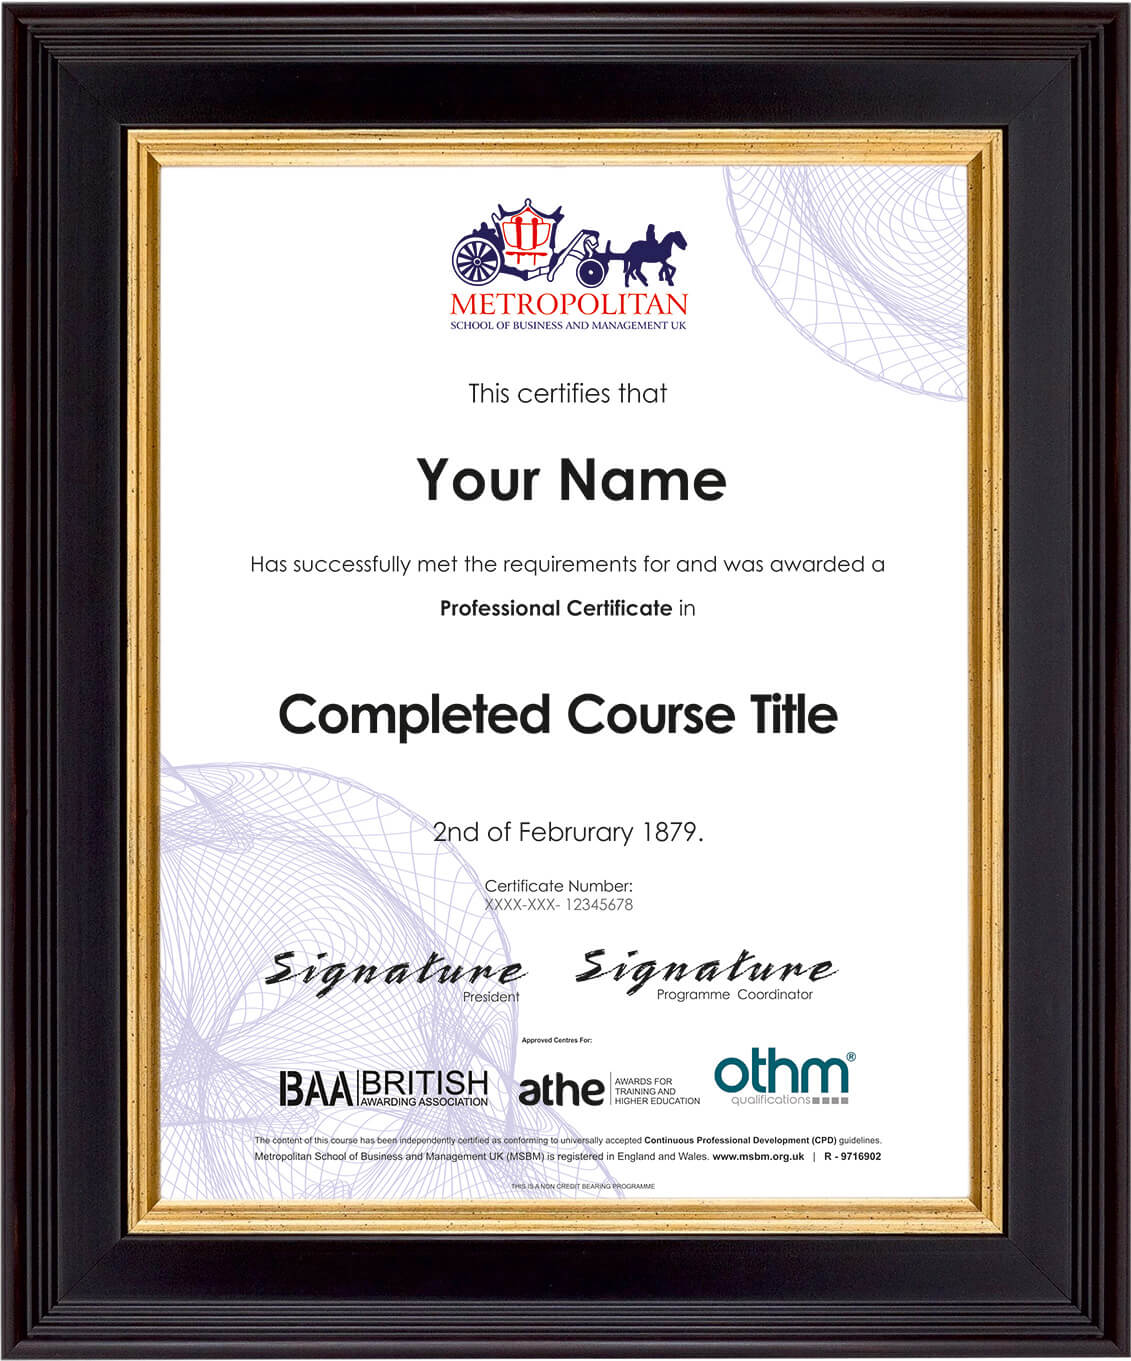 METROPOLITAN
SCHOOL OF BUSINESS AND MANAGEMENT UK
This certifies that
Your Name
Has successfully met the requirements for and was awarded a
Professional Certificate in
Completed Course Title
2nd of Februrary 1879.
Certificate Number:
XXXX-XXX- 12345678
Signature Signature
President Programme Coordinator
Approved Centres For:
BAA BRITISH
AWARDING ASSOCIATION
athe AWARDS FOR
TRAINING AND
HIGHER EDUCATION
othm®
qualifications
The content of this course has been independently certified as conforming to universally accepted Continuous Professional Development (CPD) guidelines.
Metropolitan School of Business and Management UK (MSBM) is registered in England and Wales. www.msbm.org.uk | R - 9716902
THIS IS A NON CREDIT BEARING PROGRAMME